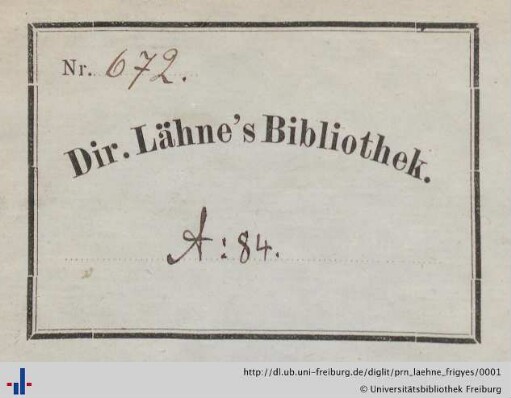 Nr. 672.
Dir. Lähne's Bibliothek.
A: 84.
http://dl.ub.uni-freiburg.de/diglit/prn_laehne_frigyes/0001
© Universitätsbibliothek Freiburg